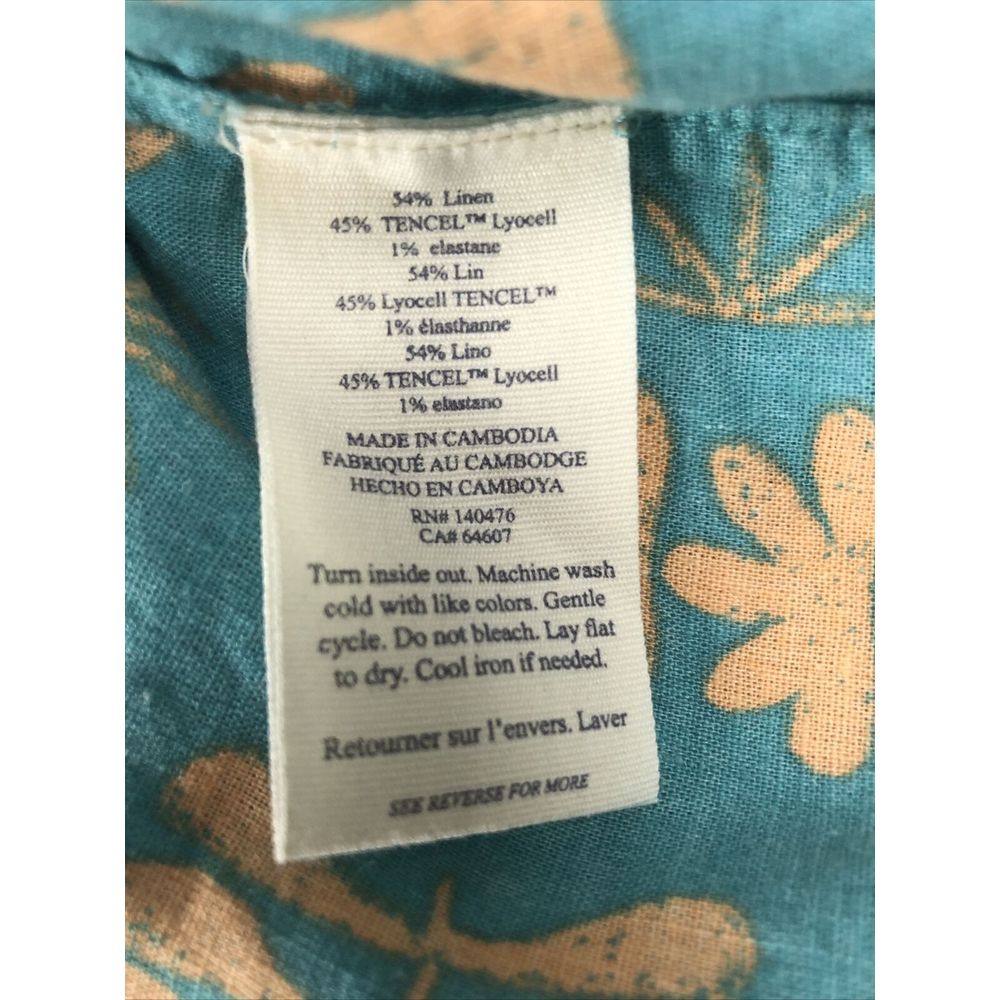 54% Linen
45% TENCEL™ Lyocell
1% elastane
54% Lin
45% Lyocell TENCEL™
1% élasthanne
54% Lino
45% TENCEL™ Lyocell
1% elastano
MADE IN CAMBODIA
FABRIQUÉ AU CAMBODGE
HECHO EN CAMBOYA
RN# 140476
CA# 64607
Turn inside out. Machine wash
cold with like colors. Gentle
cycle. Do not bleach. Lay flat
to dry. Cool iron if needed.
Retourner sur l'envers. Laver
SEE REVERSE FOR MORE